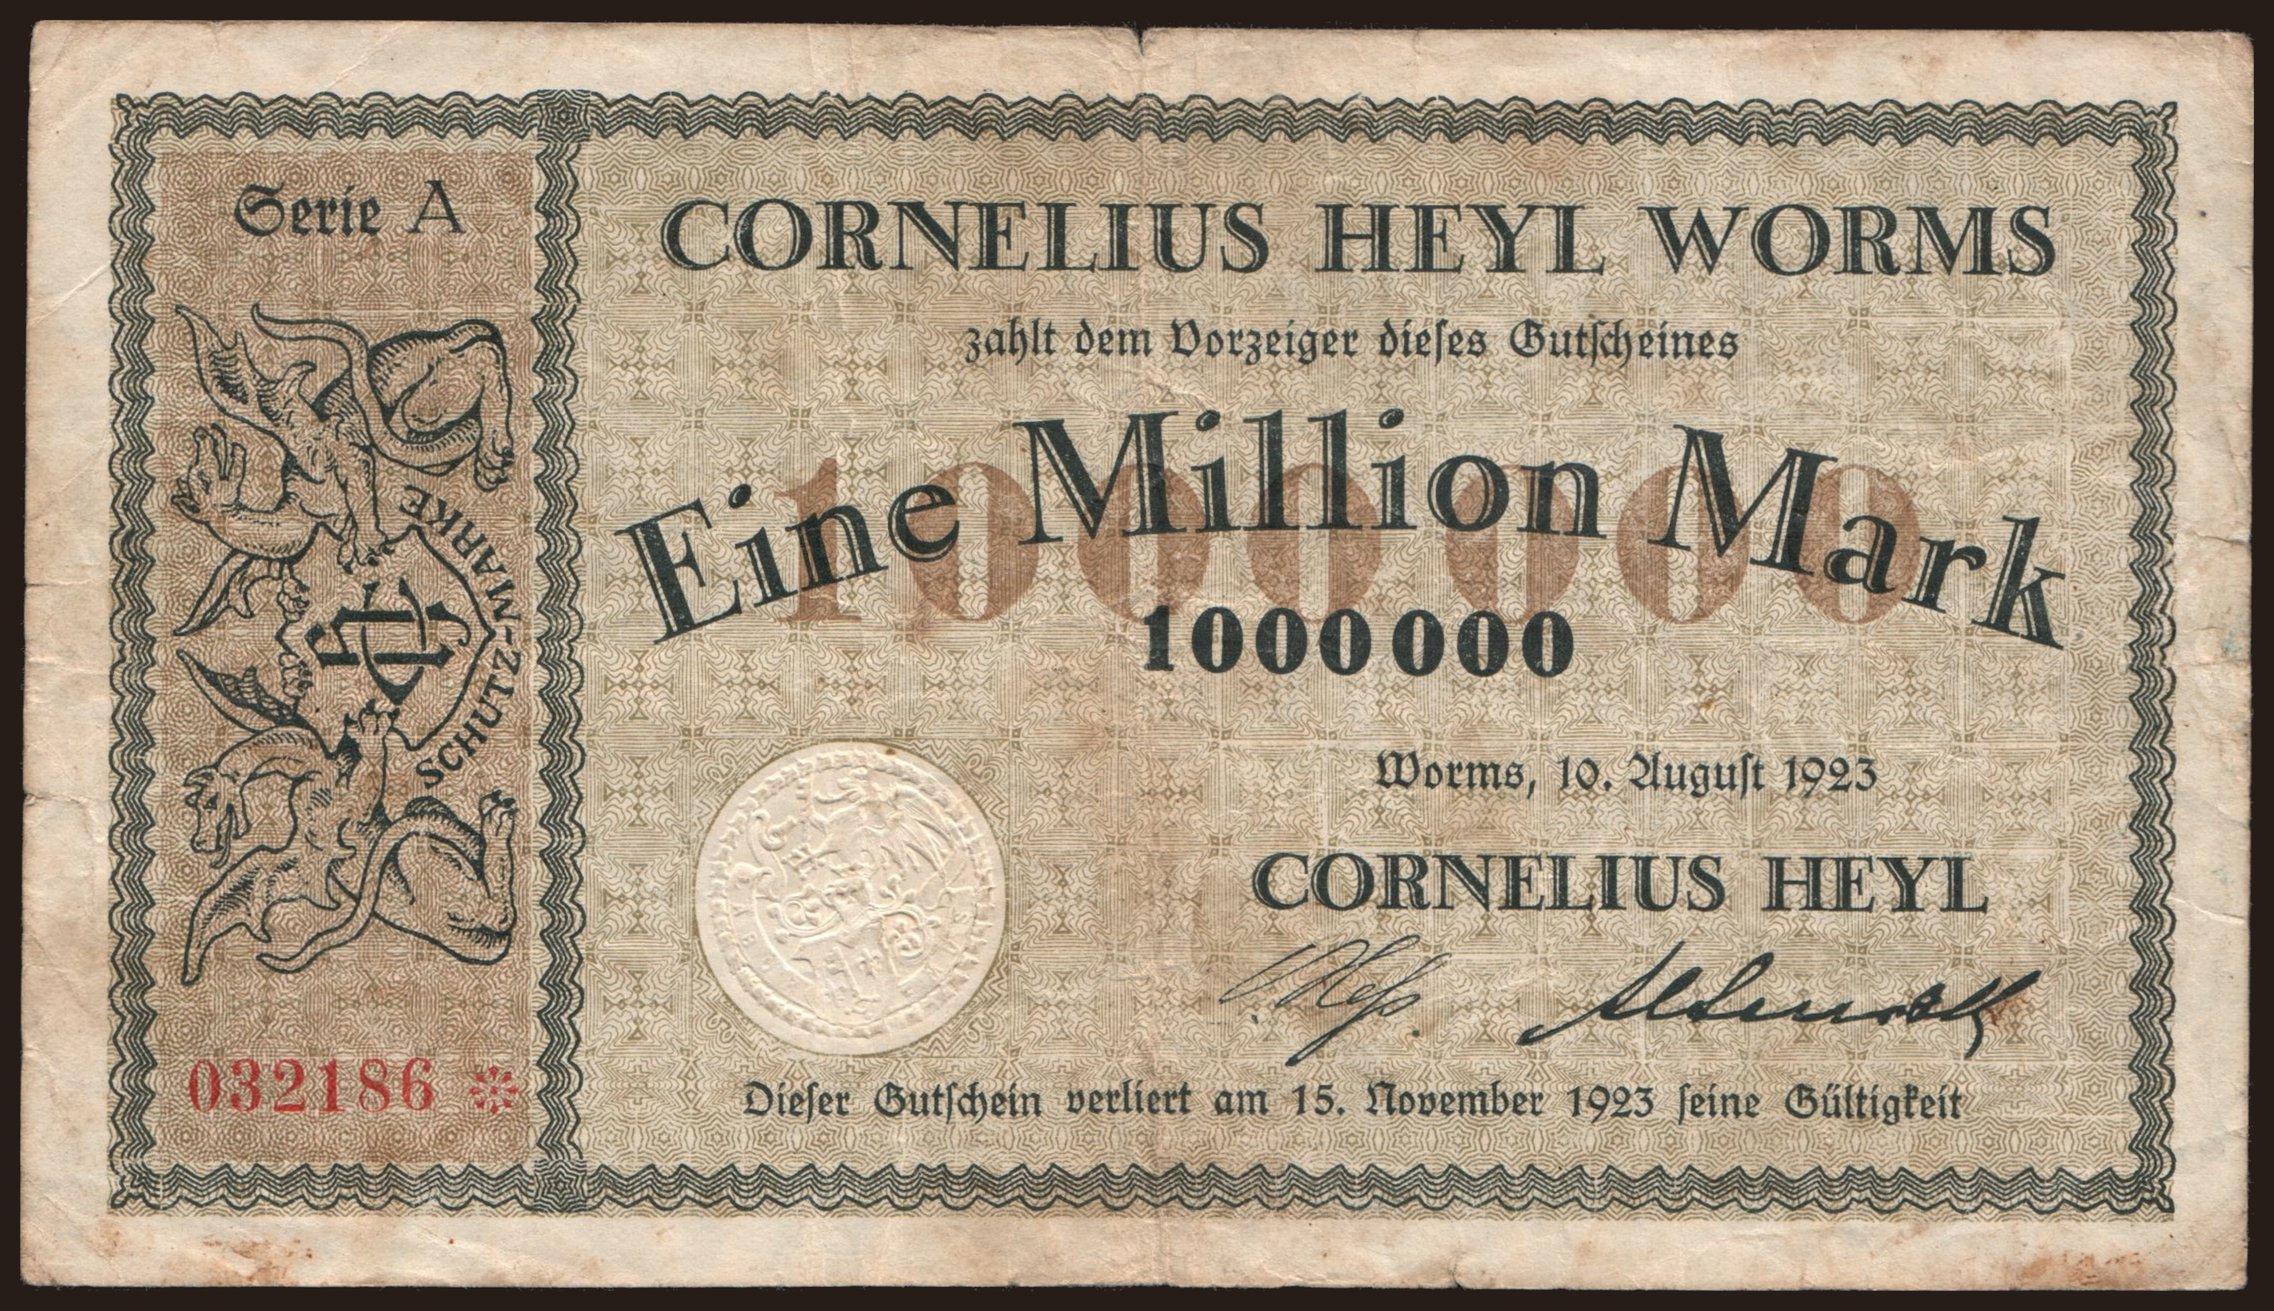 Serie A
SCHUTZ-MARKE
032186
CORNELIUS HEYL WORMS
zahlt dem Vorzeiger dieſes Gutſcheines
Eine Million Mark
1000000
1000000
Worms, 10. Auguſt 1923
CORNELIUS HEYL
Dieſer Gutſchein verliert am 15. November 1923 ſeine Gültigkeit